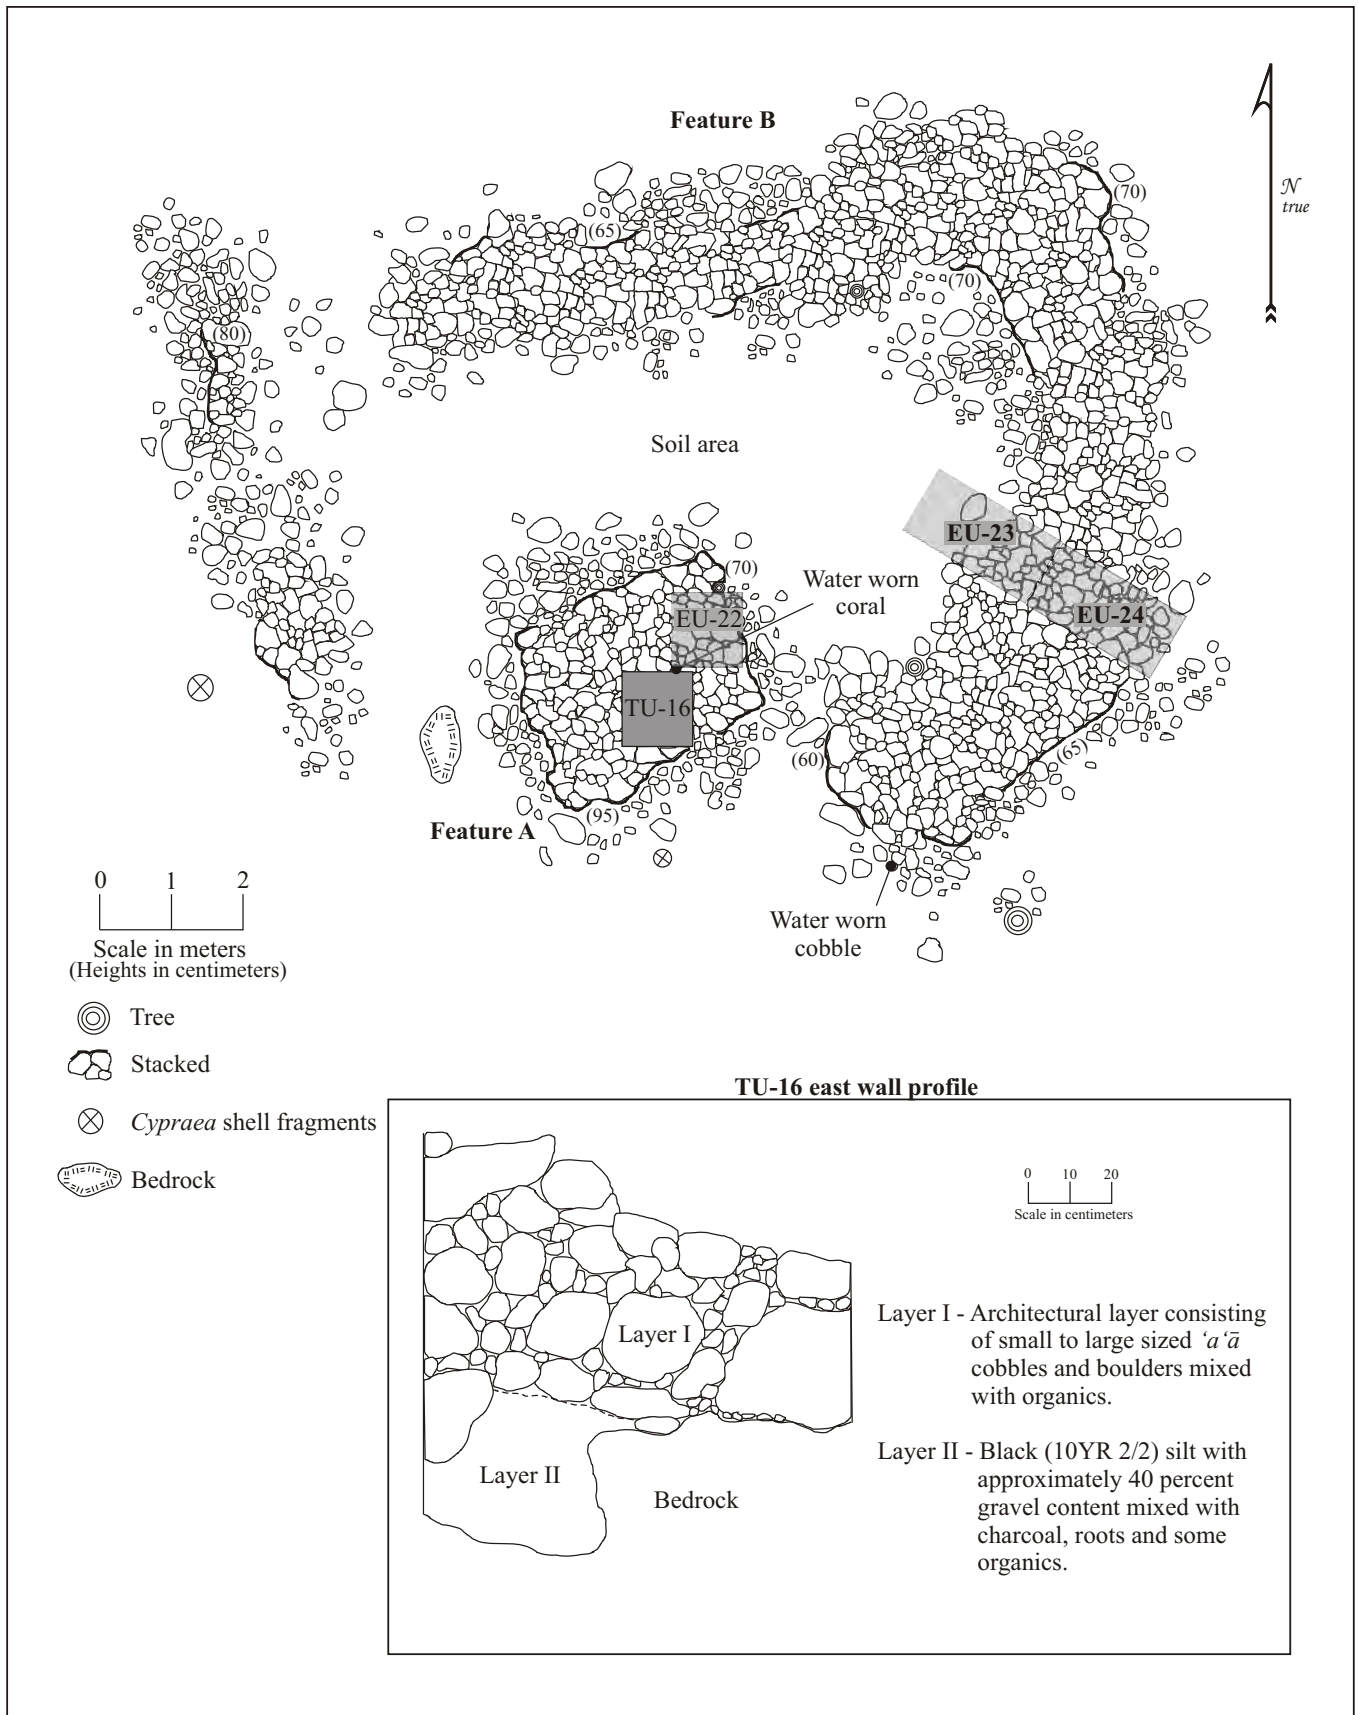 Feature B
N
true
(70)
(65)
(70)
(80)
Soil area
EU-23
(70)
Water worn
coral
EU-22
EU-24
TU-16
(60)
(65)
(95)
Feature A
0 1 2
Scale in meters
(Heights in centimeters)
Water worn
cobble
Tree
Stacked
Cypraea shell fragments
Bedrock
TU-16 east wall profile
0 10 20
Scale in centimeters
Layer I
Layer II
Bedrock
Layer I - Architectural layer consisting
of small to large sized ʻaʻā
cobbles and boulders mixed
with organics.
Layer II - Black (10YR 2/2) silt with
approximately 40 percent
gravel content mixed with
charcoal, roots and some
organics.